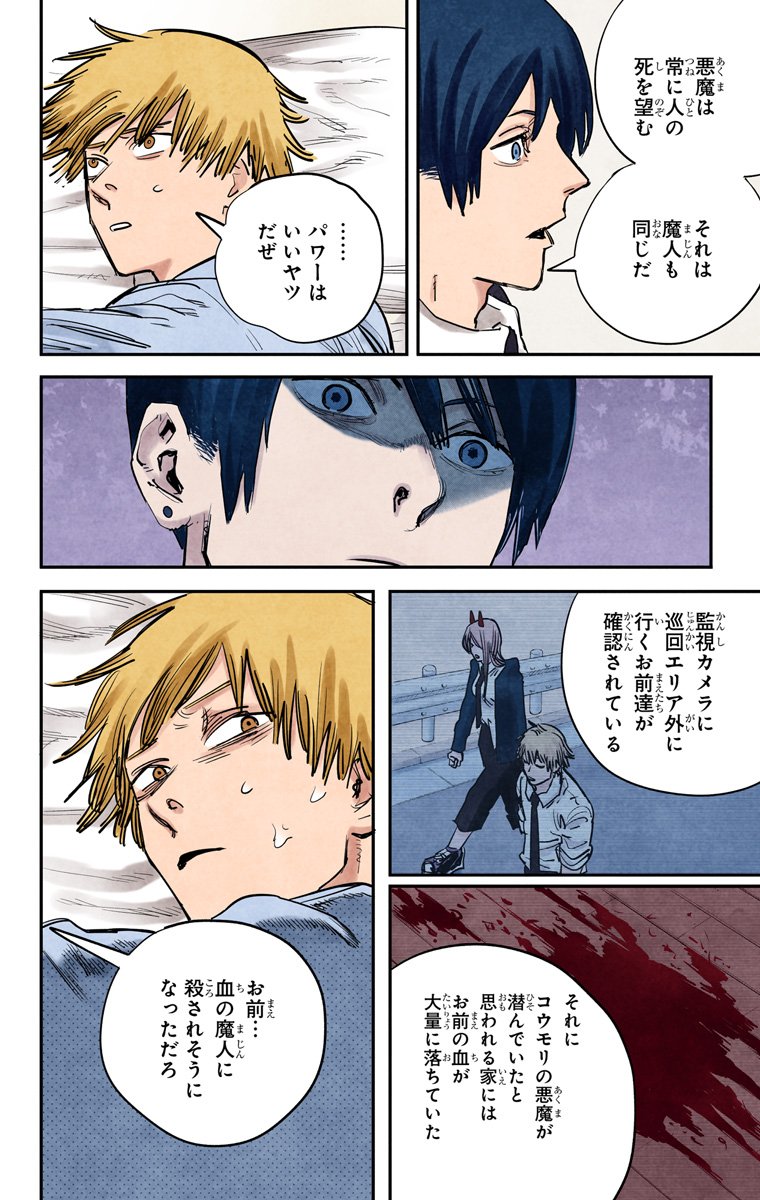 悪魔は
常に人の
死を望む
それは
魔人も
同じだ
……
パワーは
いいヤツ
だぜ
監視カメラに
巡回エリア外に
行くお前達が
確認されている
それに
コウモリの悪魔が
潜んでいたと
思われる家には
お前の血が
大量に落ちていた
お前…
血の魔人に
殺されそうに
なっただろ